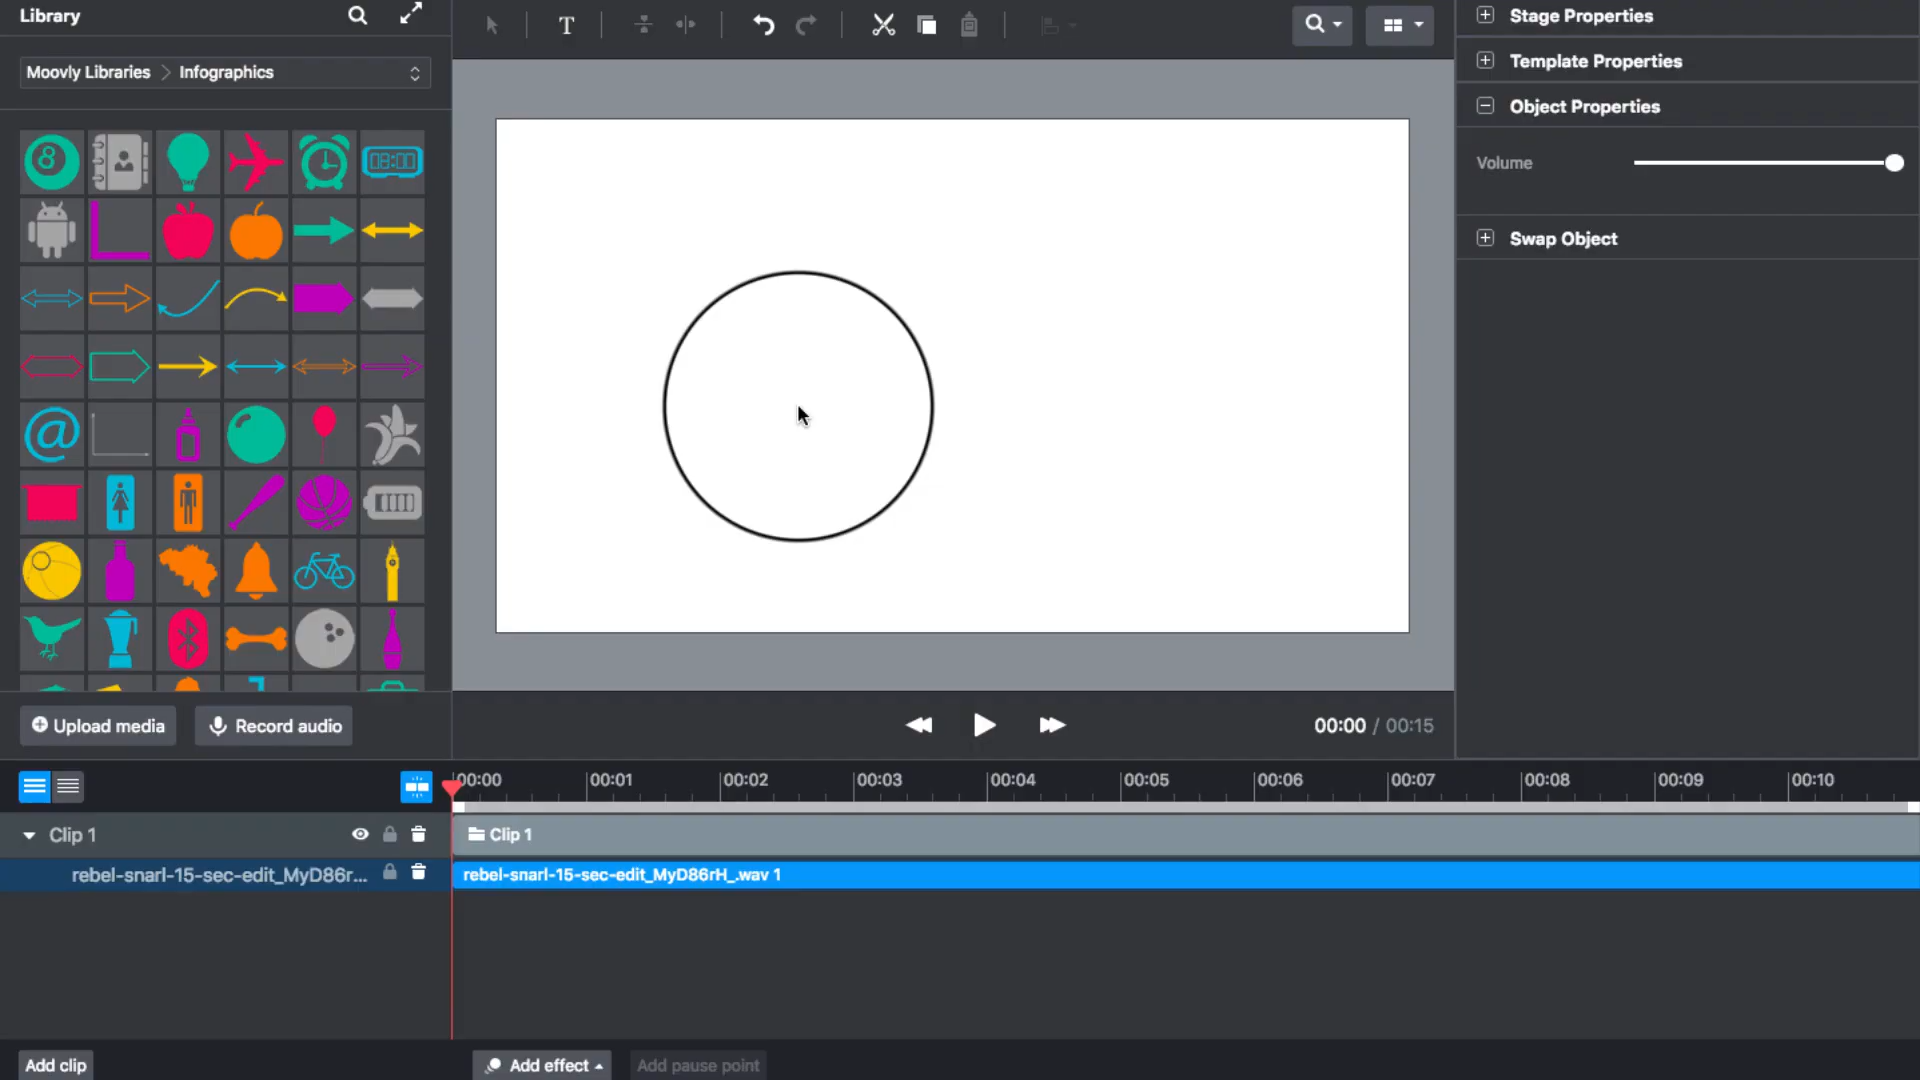 Library
Moovly Libraries > Infographics
8
08:00
@
Upload media
Record audio
T
Stage Properties
Template Properties
Object Properties
Volume
Swap Object
00:00 / 00:15
00:00 00:01 00:02 00:03 00:04 00:05 00:06 00:07 00:08 00:09 00:10
Clip 1
Clip 1
rebel-snarl-15-sec-edit_MyD86r...
rebel-snarl-15-sec-edit_MyD86rH_.wav 1
Add clip
Add effect
Add pause point